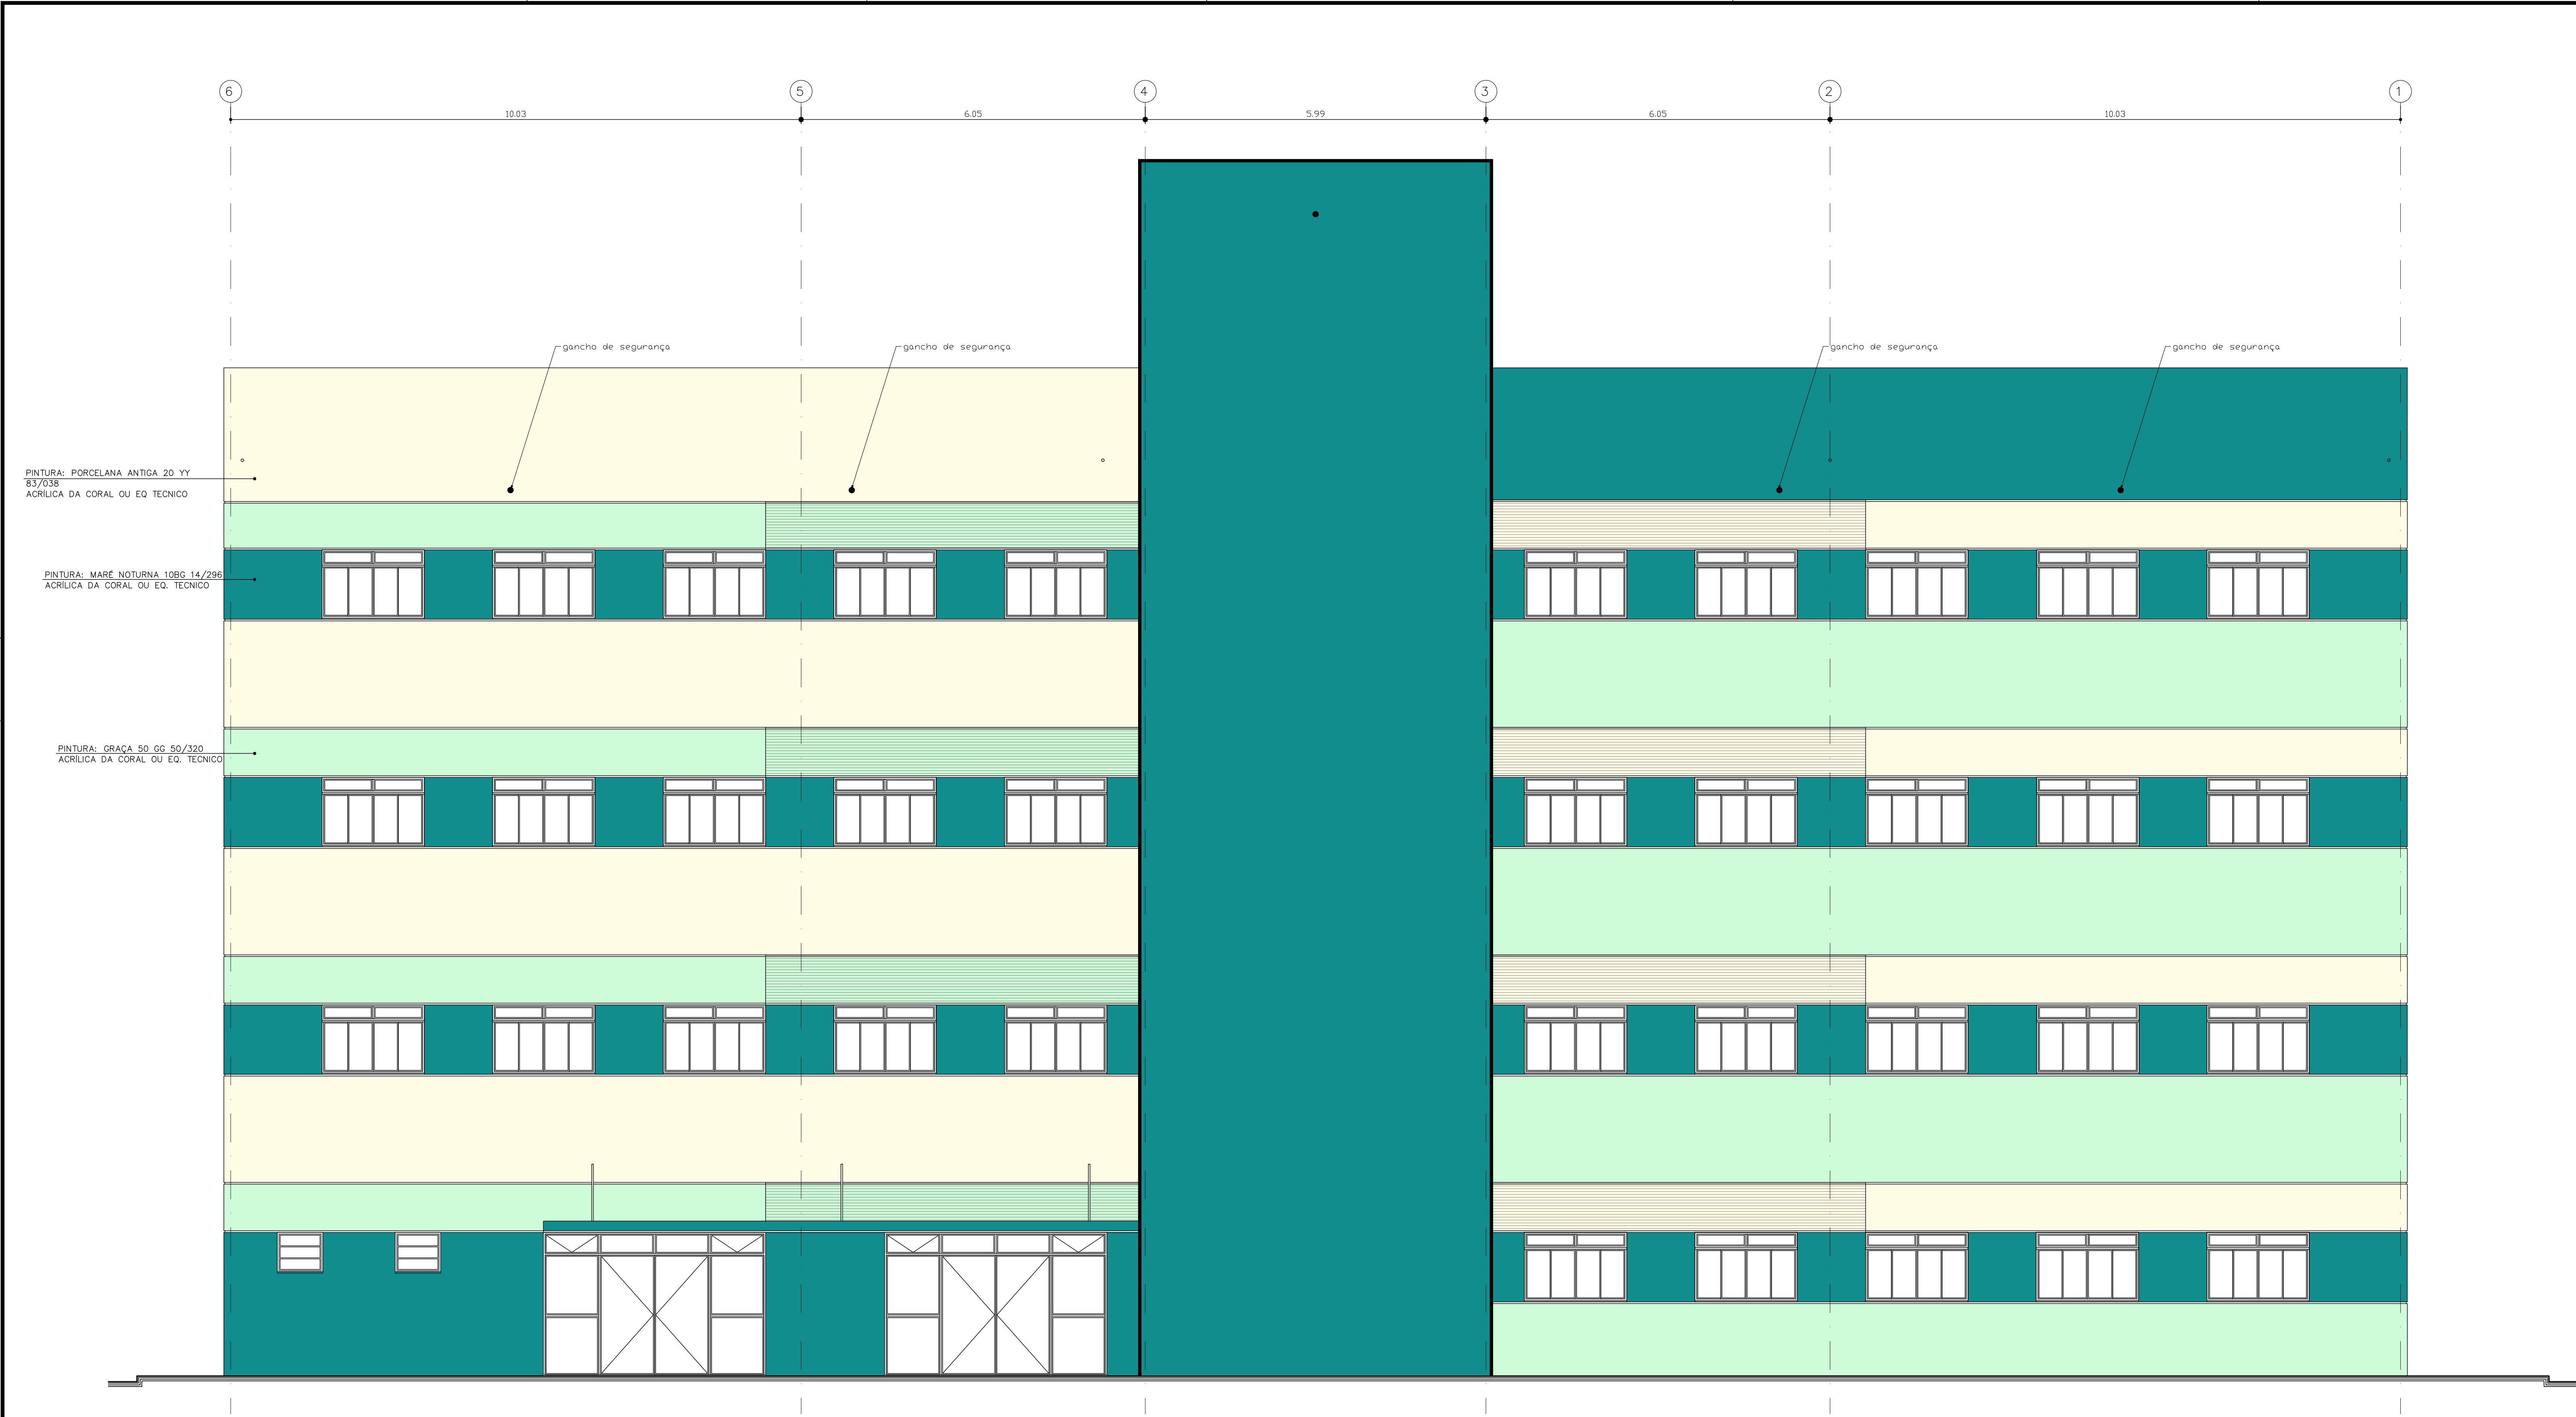 6
5
4
3
2
1
10.03
6.05
5.99
6.05
10.03
gancho de segurança
gancho de segurança
gancho de segurança
gancho de segurança
PINTURA: PORCELANA ANTIGA 20 YY
83/038
ACRÍLICA DA CORAL OU EQ TECNICO
PINTURA: MARÉ NOTURNA 10BG 14/296
ACRÍLICA DA CORAL OU EQ. TECNICO
PINTURA: GRAÇA 50 GG 50/320
ACRÍLICA DA CORAL OU EQ. TECNICO